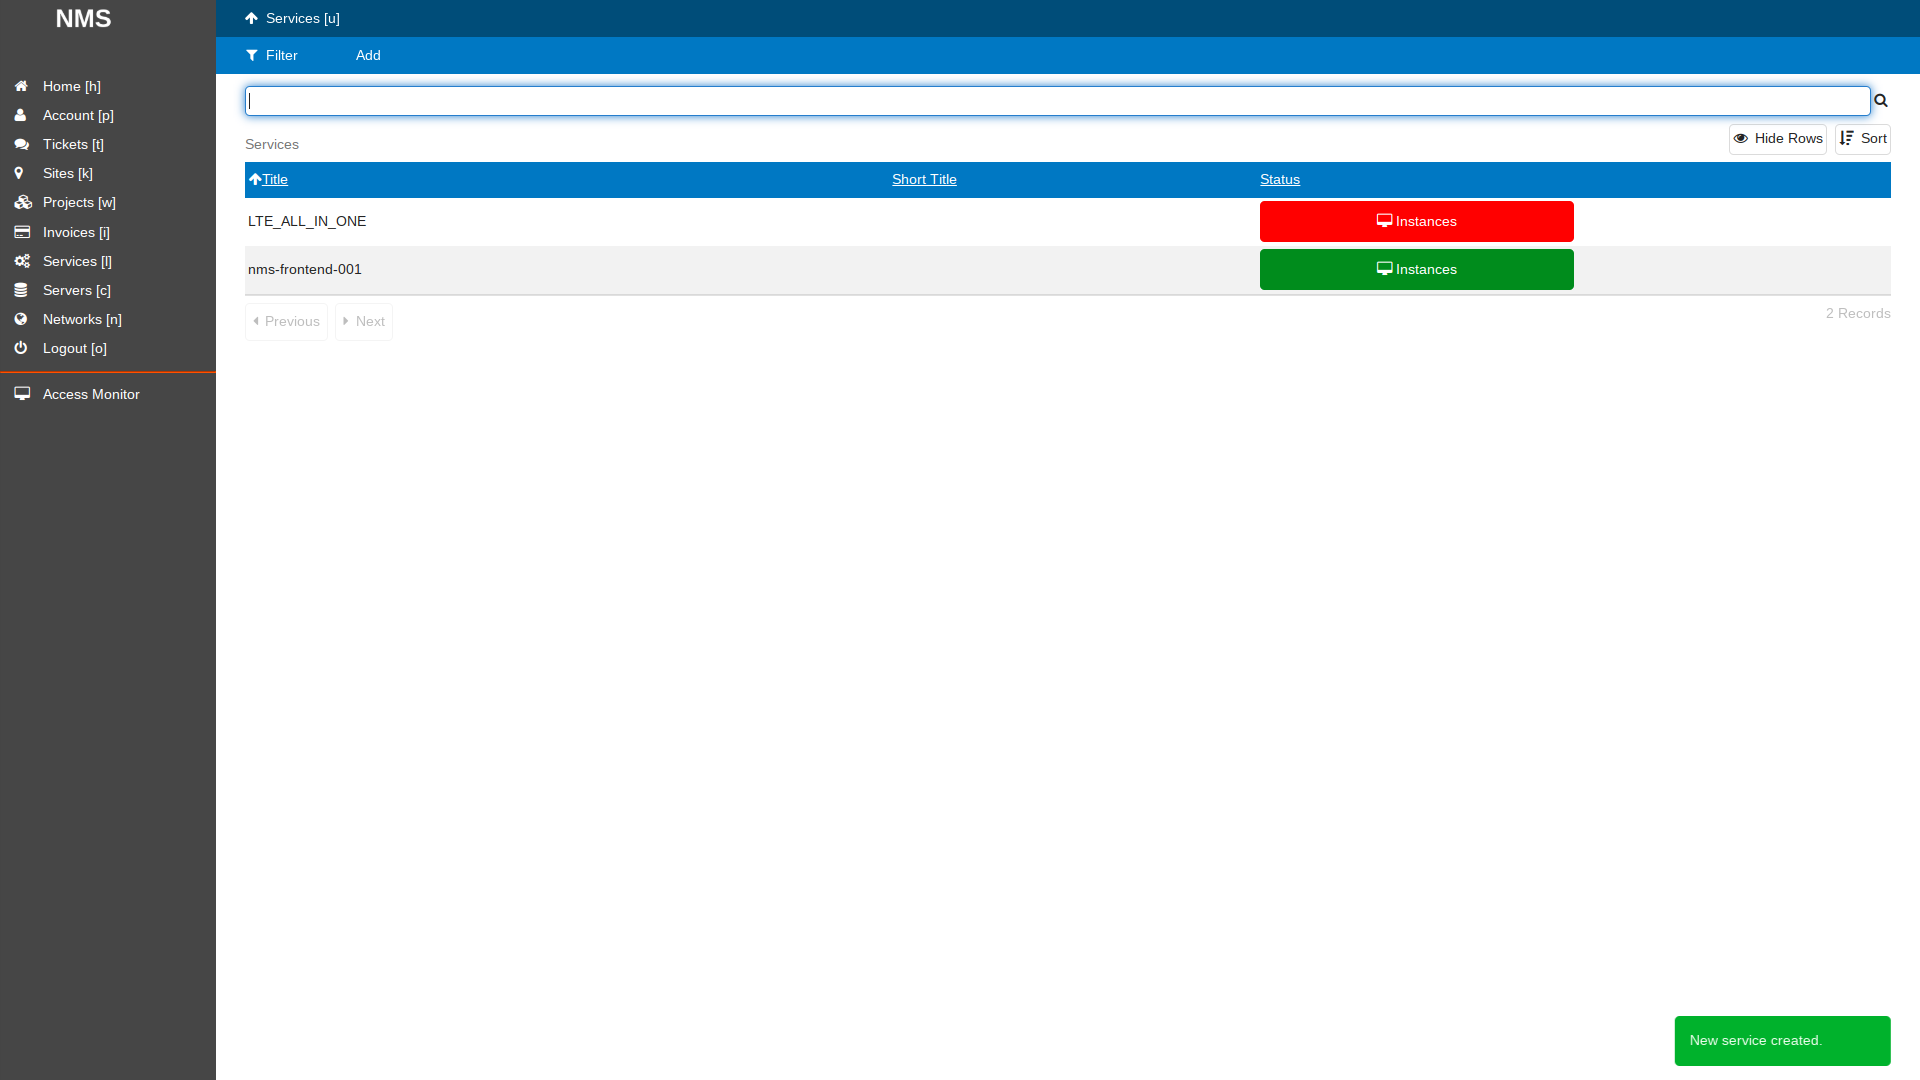 NMS
Home [h]
Account [p]
Tickets [t]
Sites [k]
Projects [w]
Invoices [i]
Services [l]
Servers [c]
Networks [n]
Logout [o]
Access Monitor
Services [u]
Filter Add
Services
Hide Rows Sort
Title Short Title Status
LTE_ALL_IN_ONE Instances
nms-frontend-001 Instances
Previous Next 2 Records
New service created.